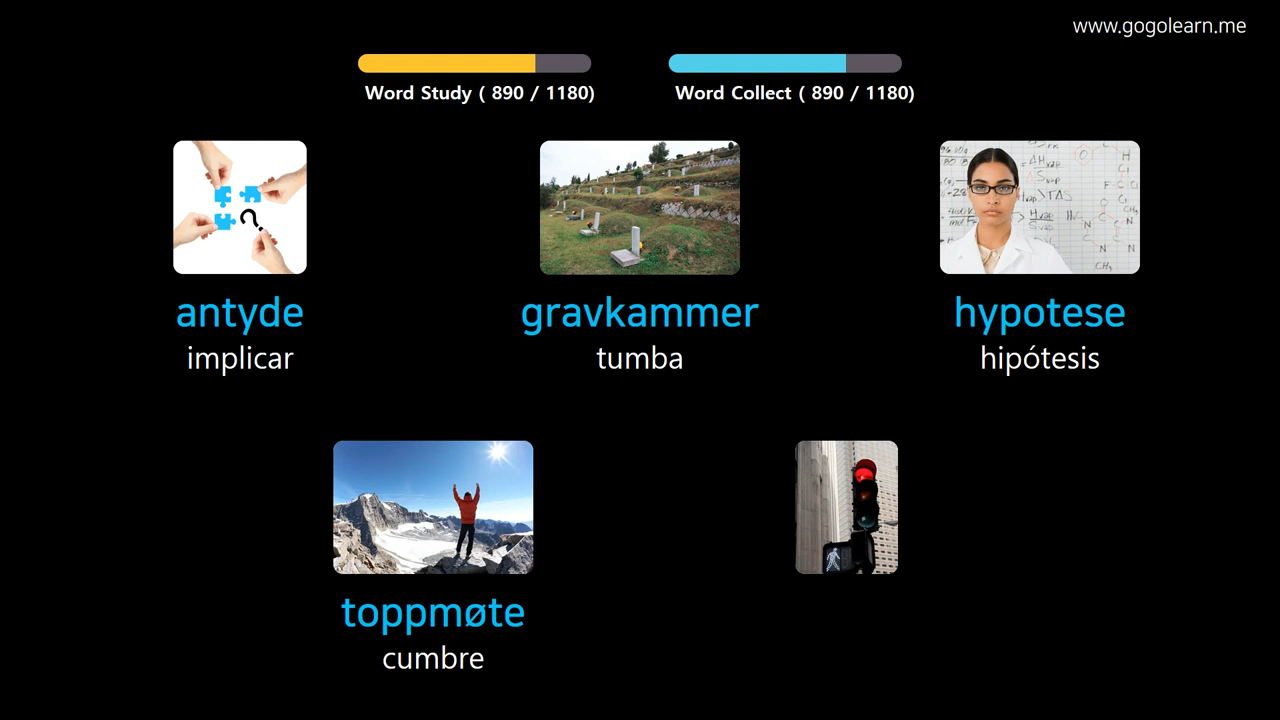 www.gogolearn.me
Word Study ( 890 / 1180)
Word Collect ( 890 / 1180)
antyde
implicar
gravkammer
tumba
hypotese
hipótesis
toppmøte
cumbre